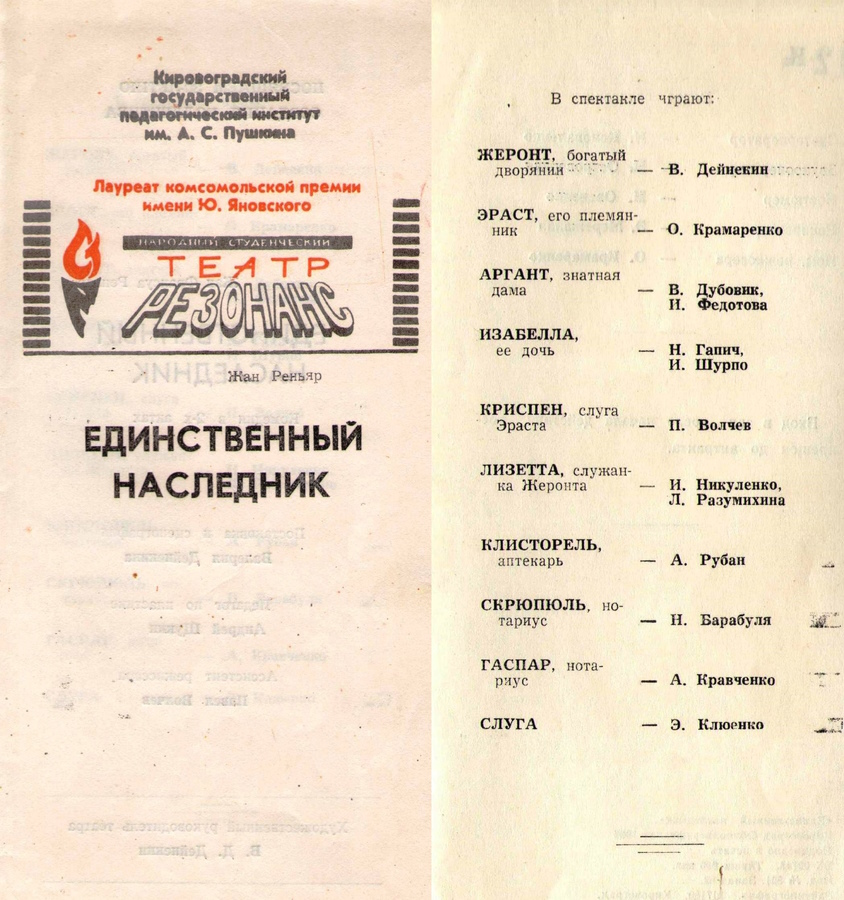 Кировоградский
государственный
педагогический институт
им. А. С. Пушкина
Лауреат комсомольской премии
имени Ю. Яновского
НАРОДНЫЙ СТУДЕНЧЕСКИЙ
ТЕАТР
РЕЗОНАНС
Жан Реньяр
ЕДИНСТВЕННЫЙ
НАСЛЕДНИК
В спектакле чграют:
ЖЕРОНТ, богатый
дворянин — В. Дейнекин
ЭРАСТ, его племян-
ник — О. Крамаренко
АРГАНТ, знатная
дама — В. Дубовик,
И. Федотова
ИЗАБЕЛЛА,
ее дочь — Н. Гапич,
И. Шурпо
КРИСПЕН, слуга
Эраста — П. Волчев
ЛИЗЕТТА, служан-
ка Жеронта — И. Никуленко,
Л. Разумихина
КЛИСТОРЕЛЬ,
аптекарь — А. Рубан
СКРЮПЮЛЬ, но-
тариус — Н. Барабуля
ГАСПАР, нота-
риус — А. Кравченко
СЛУГА — Э. Клюенко